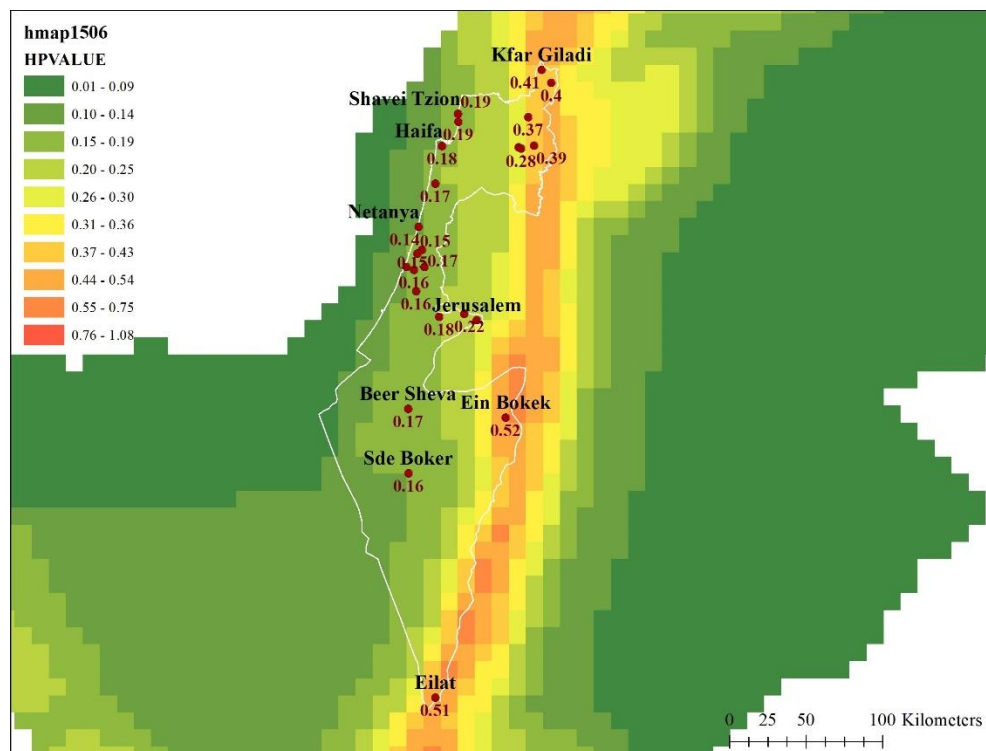 hmap1506
HPVALUE
0.01 - 0.09
0.10 - 0.14
0.15 - 0.19
0.20 - 0.25
0.26 - 0.30
0.31 - 0.36
0.37 - 0.43
0.44 - 0.54
0.55 - 0.75
0.76 - 1.08
Kfar Giladi
0.41
0.4
Shavei Tzion
0.19
0.19
0.37
Haifa
0.18
0.28
0.39
0.17
Netanya
0.14
0.15
0.15
0.17
0.16
0.16
Jerusalem
0.18
0.22
Beer Sheva
0.17
Ein Bokek
0.52
Sde Boker
0.16
Eilat
0.51
0 25 50 100 Kilometers